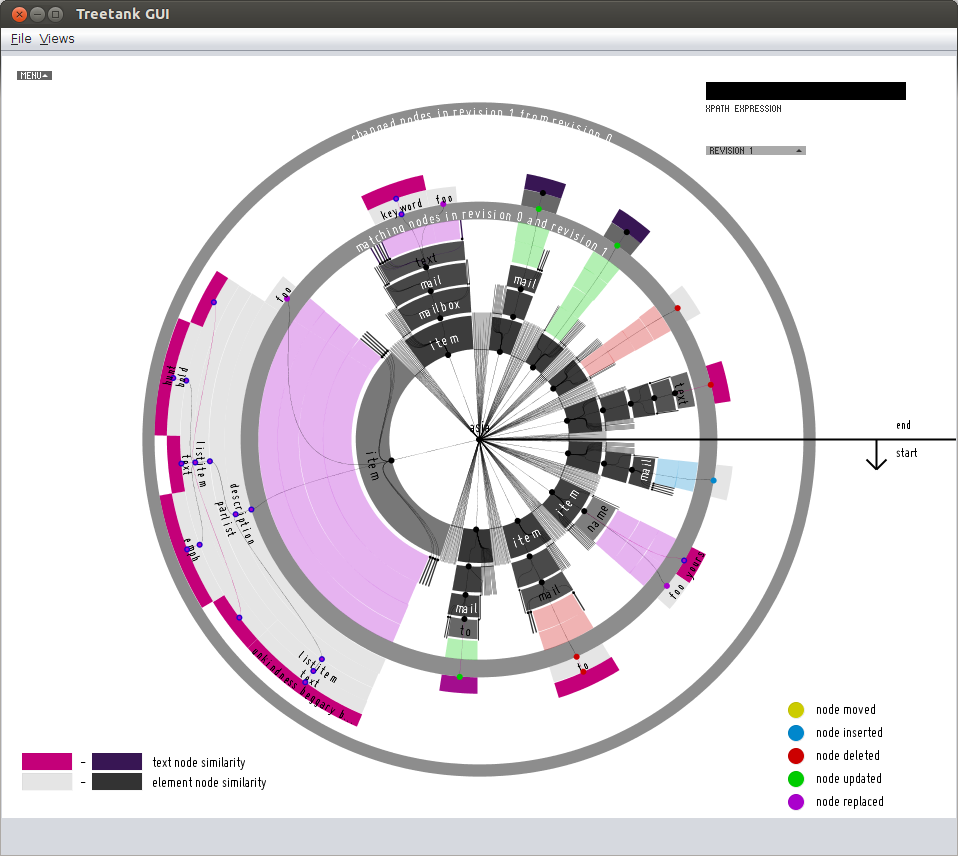 Treetank GUI
File Views
MENU
XPATH EXPRESSION
REVISION 1
changed nodes in revision 1 from revision 0
matching nodes in revision 0 and revision 1
keyword
foo
text
mail
mailbox
item
mail
foo
text
asia
end
start
item
mail
item
name
foo
yours
item
mail
to
mail
to
bold
listitem
text
description
parlist
emph
listitem
text
unkindness beggary h
text node similarity
element node similarity
node moved
node inserted
node deleted
node updated
node replaced